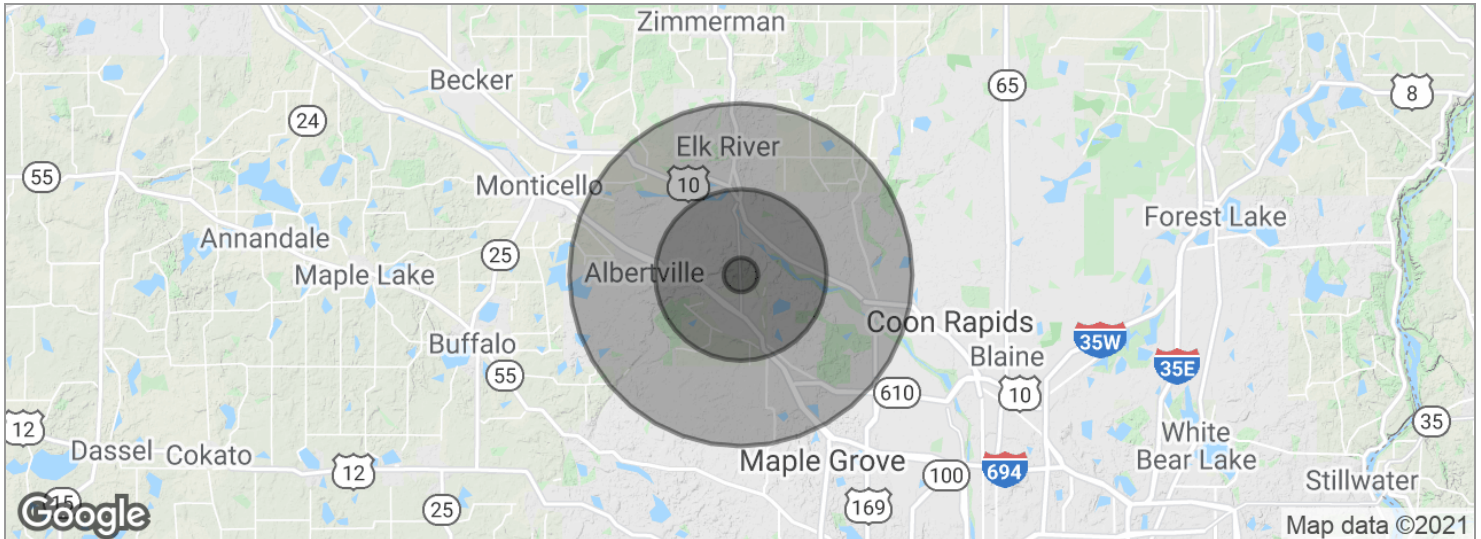 Zimmerman
Becker
65
8
24
Elk River
55
10
Monticello
Forest Lake
Annandale
25
Maple Lake
Albertville
Coon Rapids
Buffalo
35W
Blaine
35E
55
610
10
12
White
Bear Lake
35
Dassel
Cokato
12
Maple Grove
100
694
Stillwater
15
Google
25
169
Map data ©2021